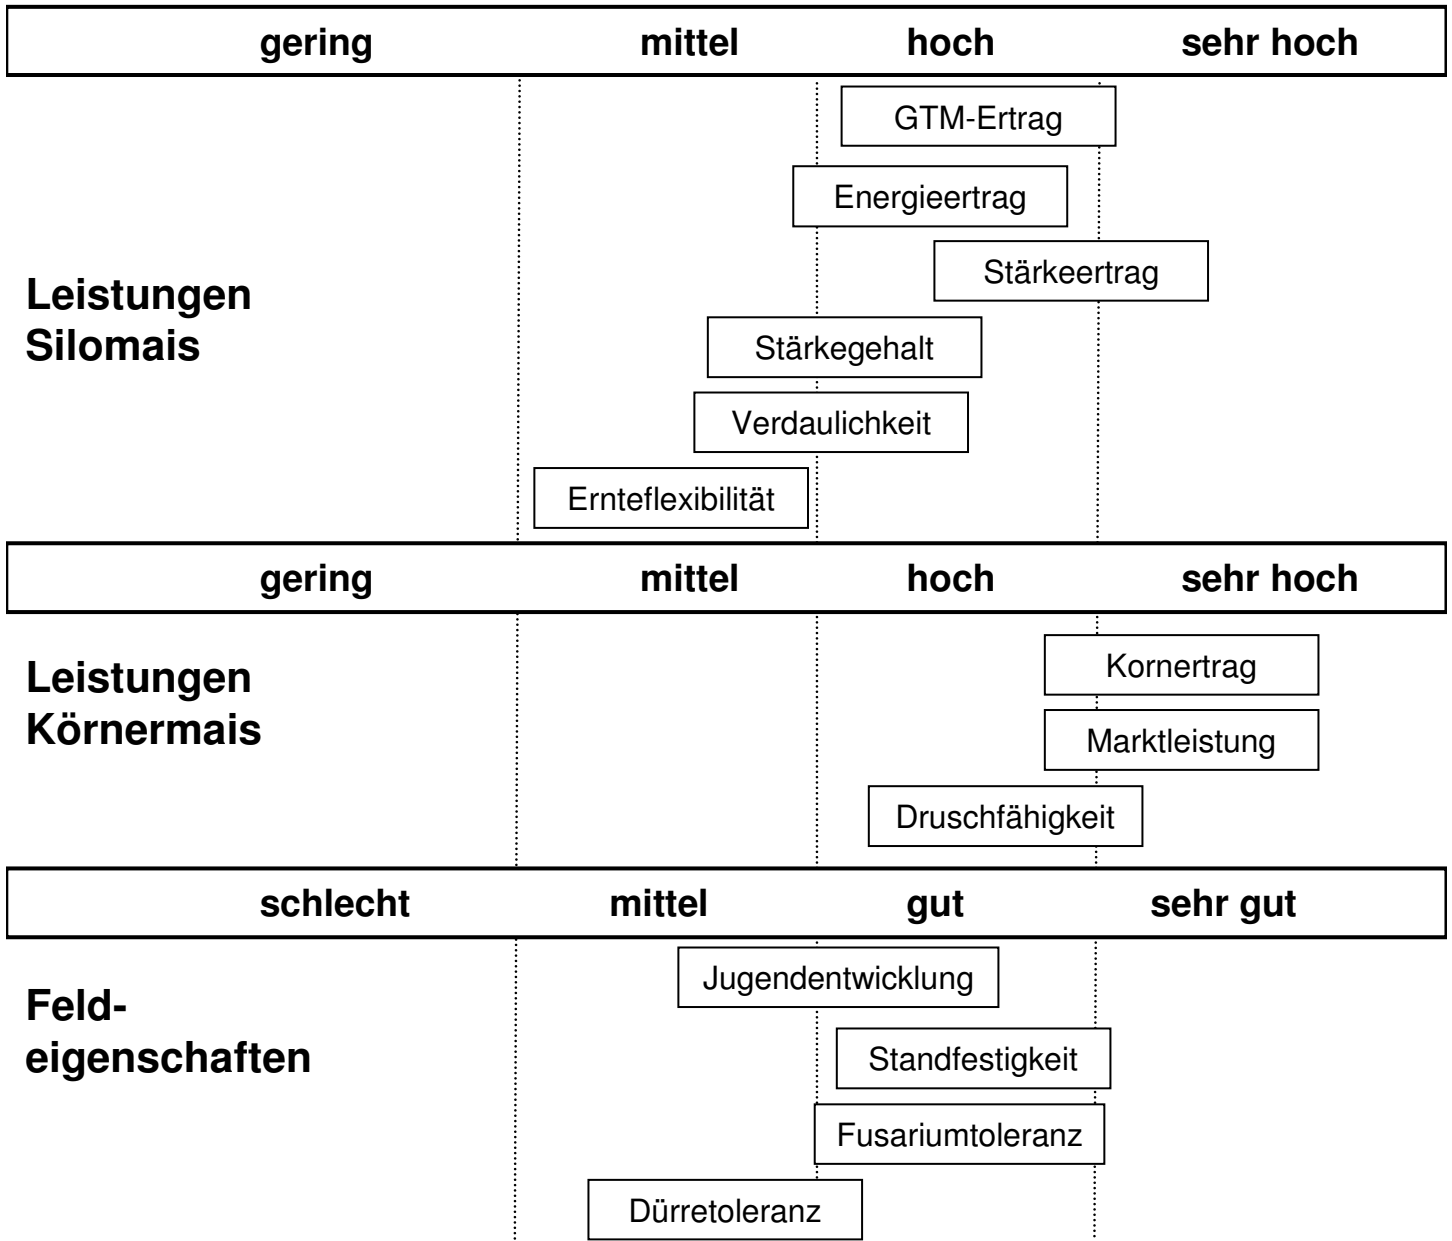 gering mittel hoch sehr hoch
GTM-Ertrag
Energieertrag
Stärkeertrag
Leistungen
Silomais
Stärkegehalt
Verdaulichkeit
Ernteflexibilität
gering mittel hoch sehr hoch
Leistungen
Körnermais
Kornertrag
Marktleistung
Druschfähigkeit
schlecht mittel gut sehr gut
Feld-
eigenschaften
Jugendentwicklung
Standfestigkeit
Fusariumtoleranz
Dürretoleranz